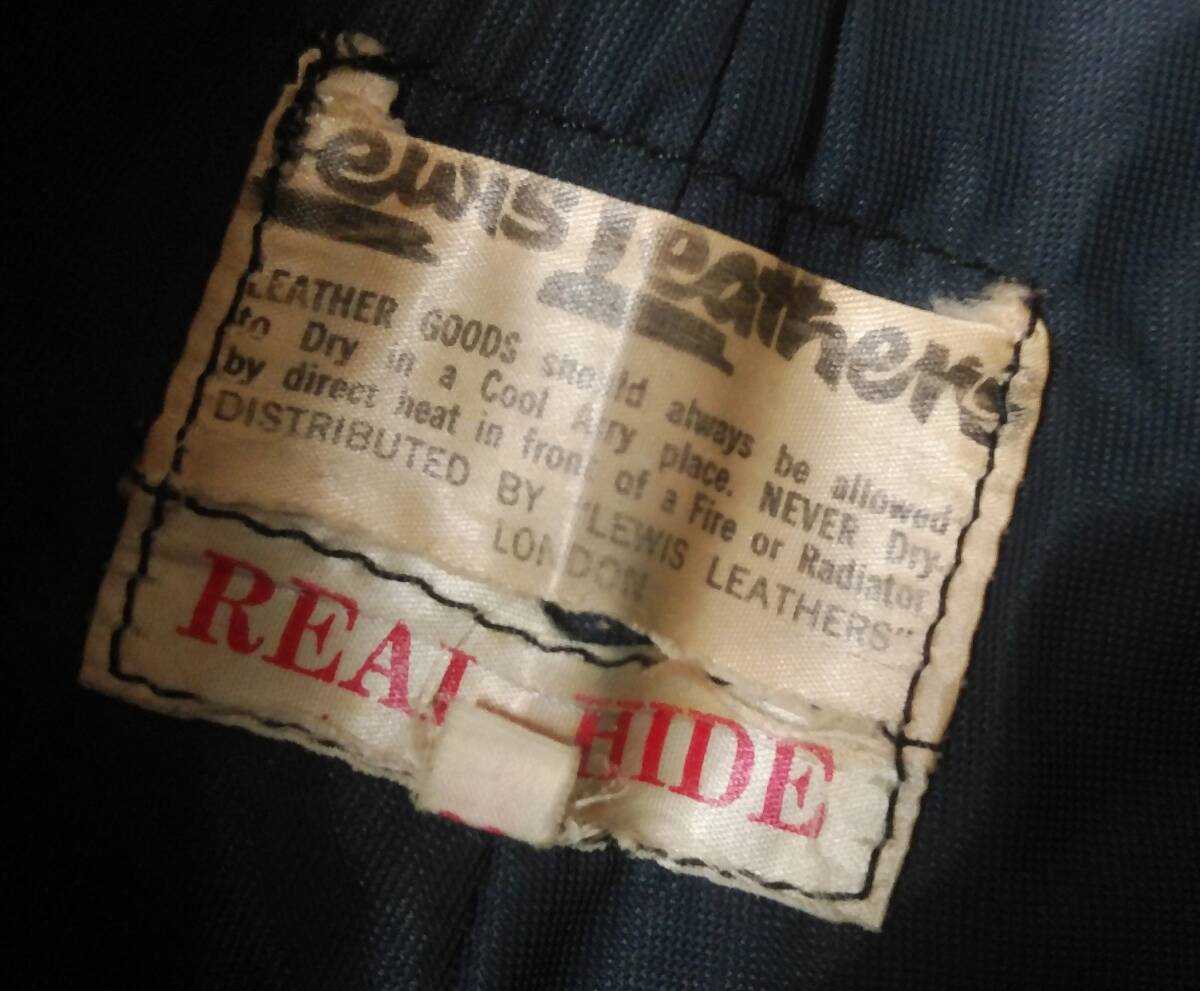 Lewis Leathers
LEATHER GOODS should always be allowed
to Dry in a Cool Airy place. NEVER Dry-
by direct heat in front of a Fire or Radiator
DISTRIBUTED BY "LEWIS LEATHERS"
LONDON
REAL HIDE